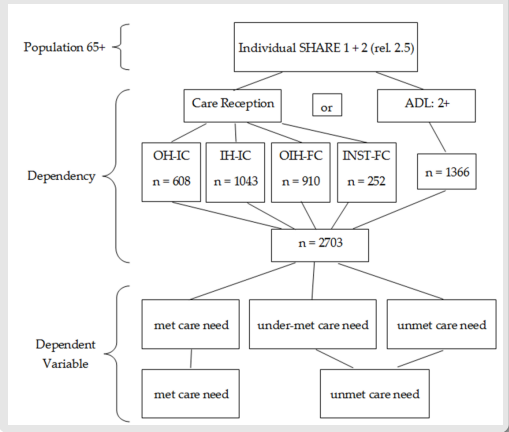 Population 65+
Individual SHARE 1 + 2 (rel. 2.5)
Care Reception
or
ADL: 2+
Dependency
OH-IC
n = 608
IH-IC
n = 1043
OIH-FC
n = 910
INST-FC
n = 252
n = 1366
n = 2703
Dependent
Variable
met care need
under-met care need
unmet care need
met care need
unmet care need